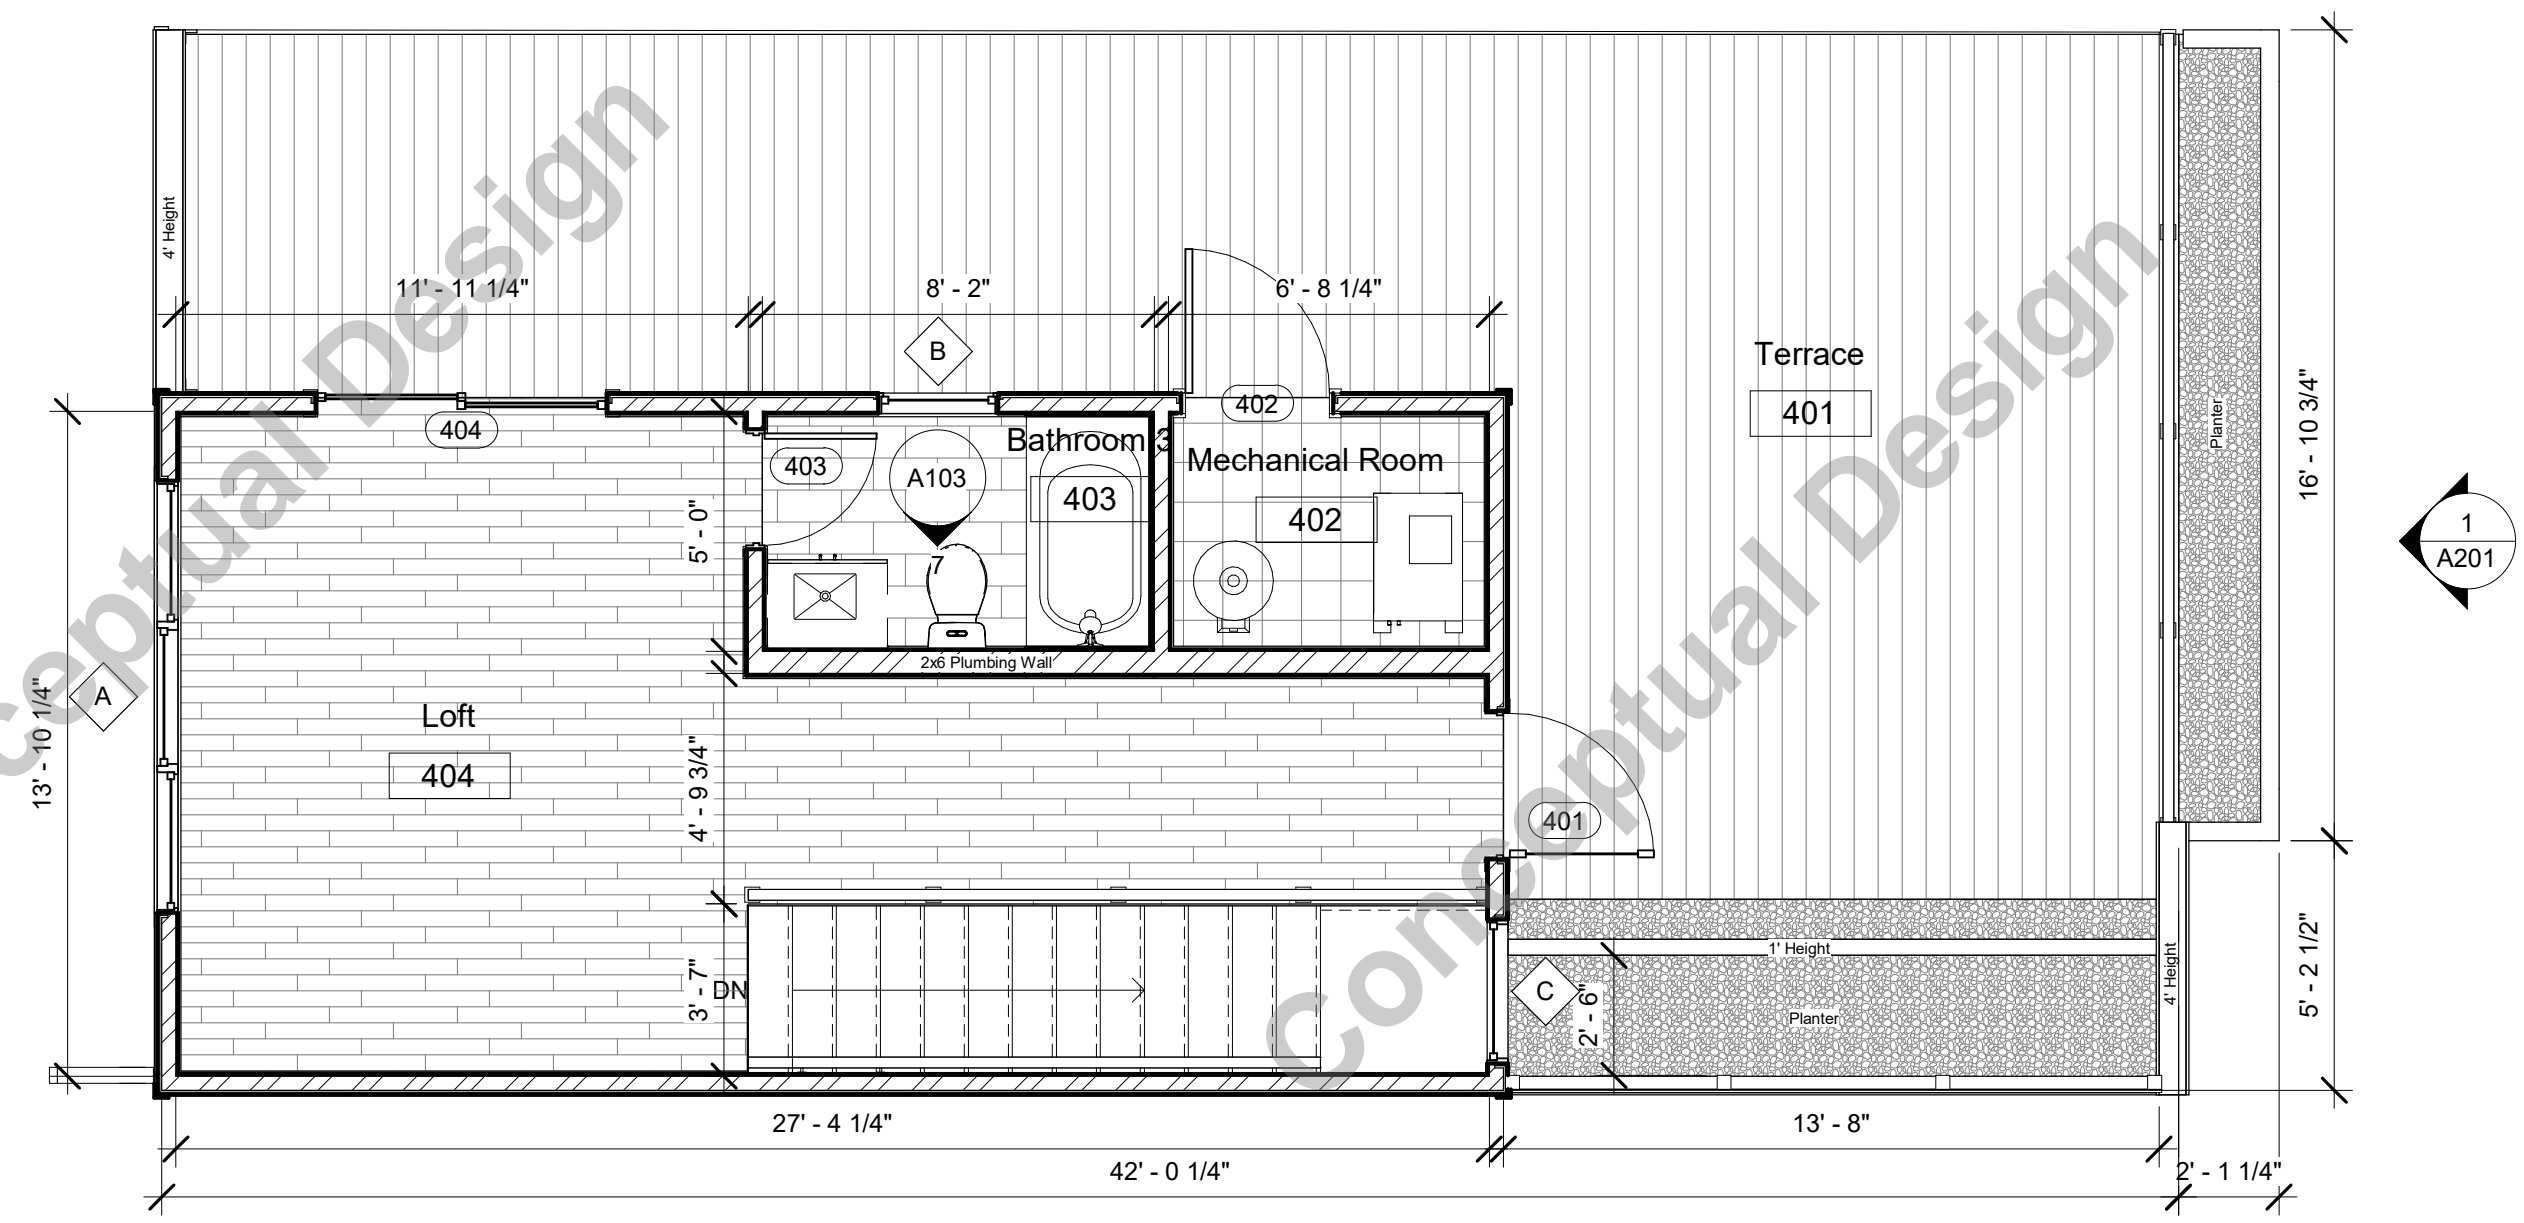 4' Height
11' - 11 1/4"
8' - 2"
6' - 8 1/4"
B
Terrace
401
404
403
A103
7
Bathroom 3
403
402
Mechanical Room
402
Planter
16' - 10 3/4"
1
A201
5' - 0"
2x6 Plumbing Wall
A
13' - 10 1/4"
Loft
404
4' - 9 3/4"
401
3' - 7"
DN
1' Height
C
2' - 6"
Planter
4' Height
5' - 2 1/2"
27' - 4 1/4"
13' - 8"
42' - 0 1/4"
2' - 1 1/4"
ceptual Design
Conceptual Design